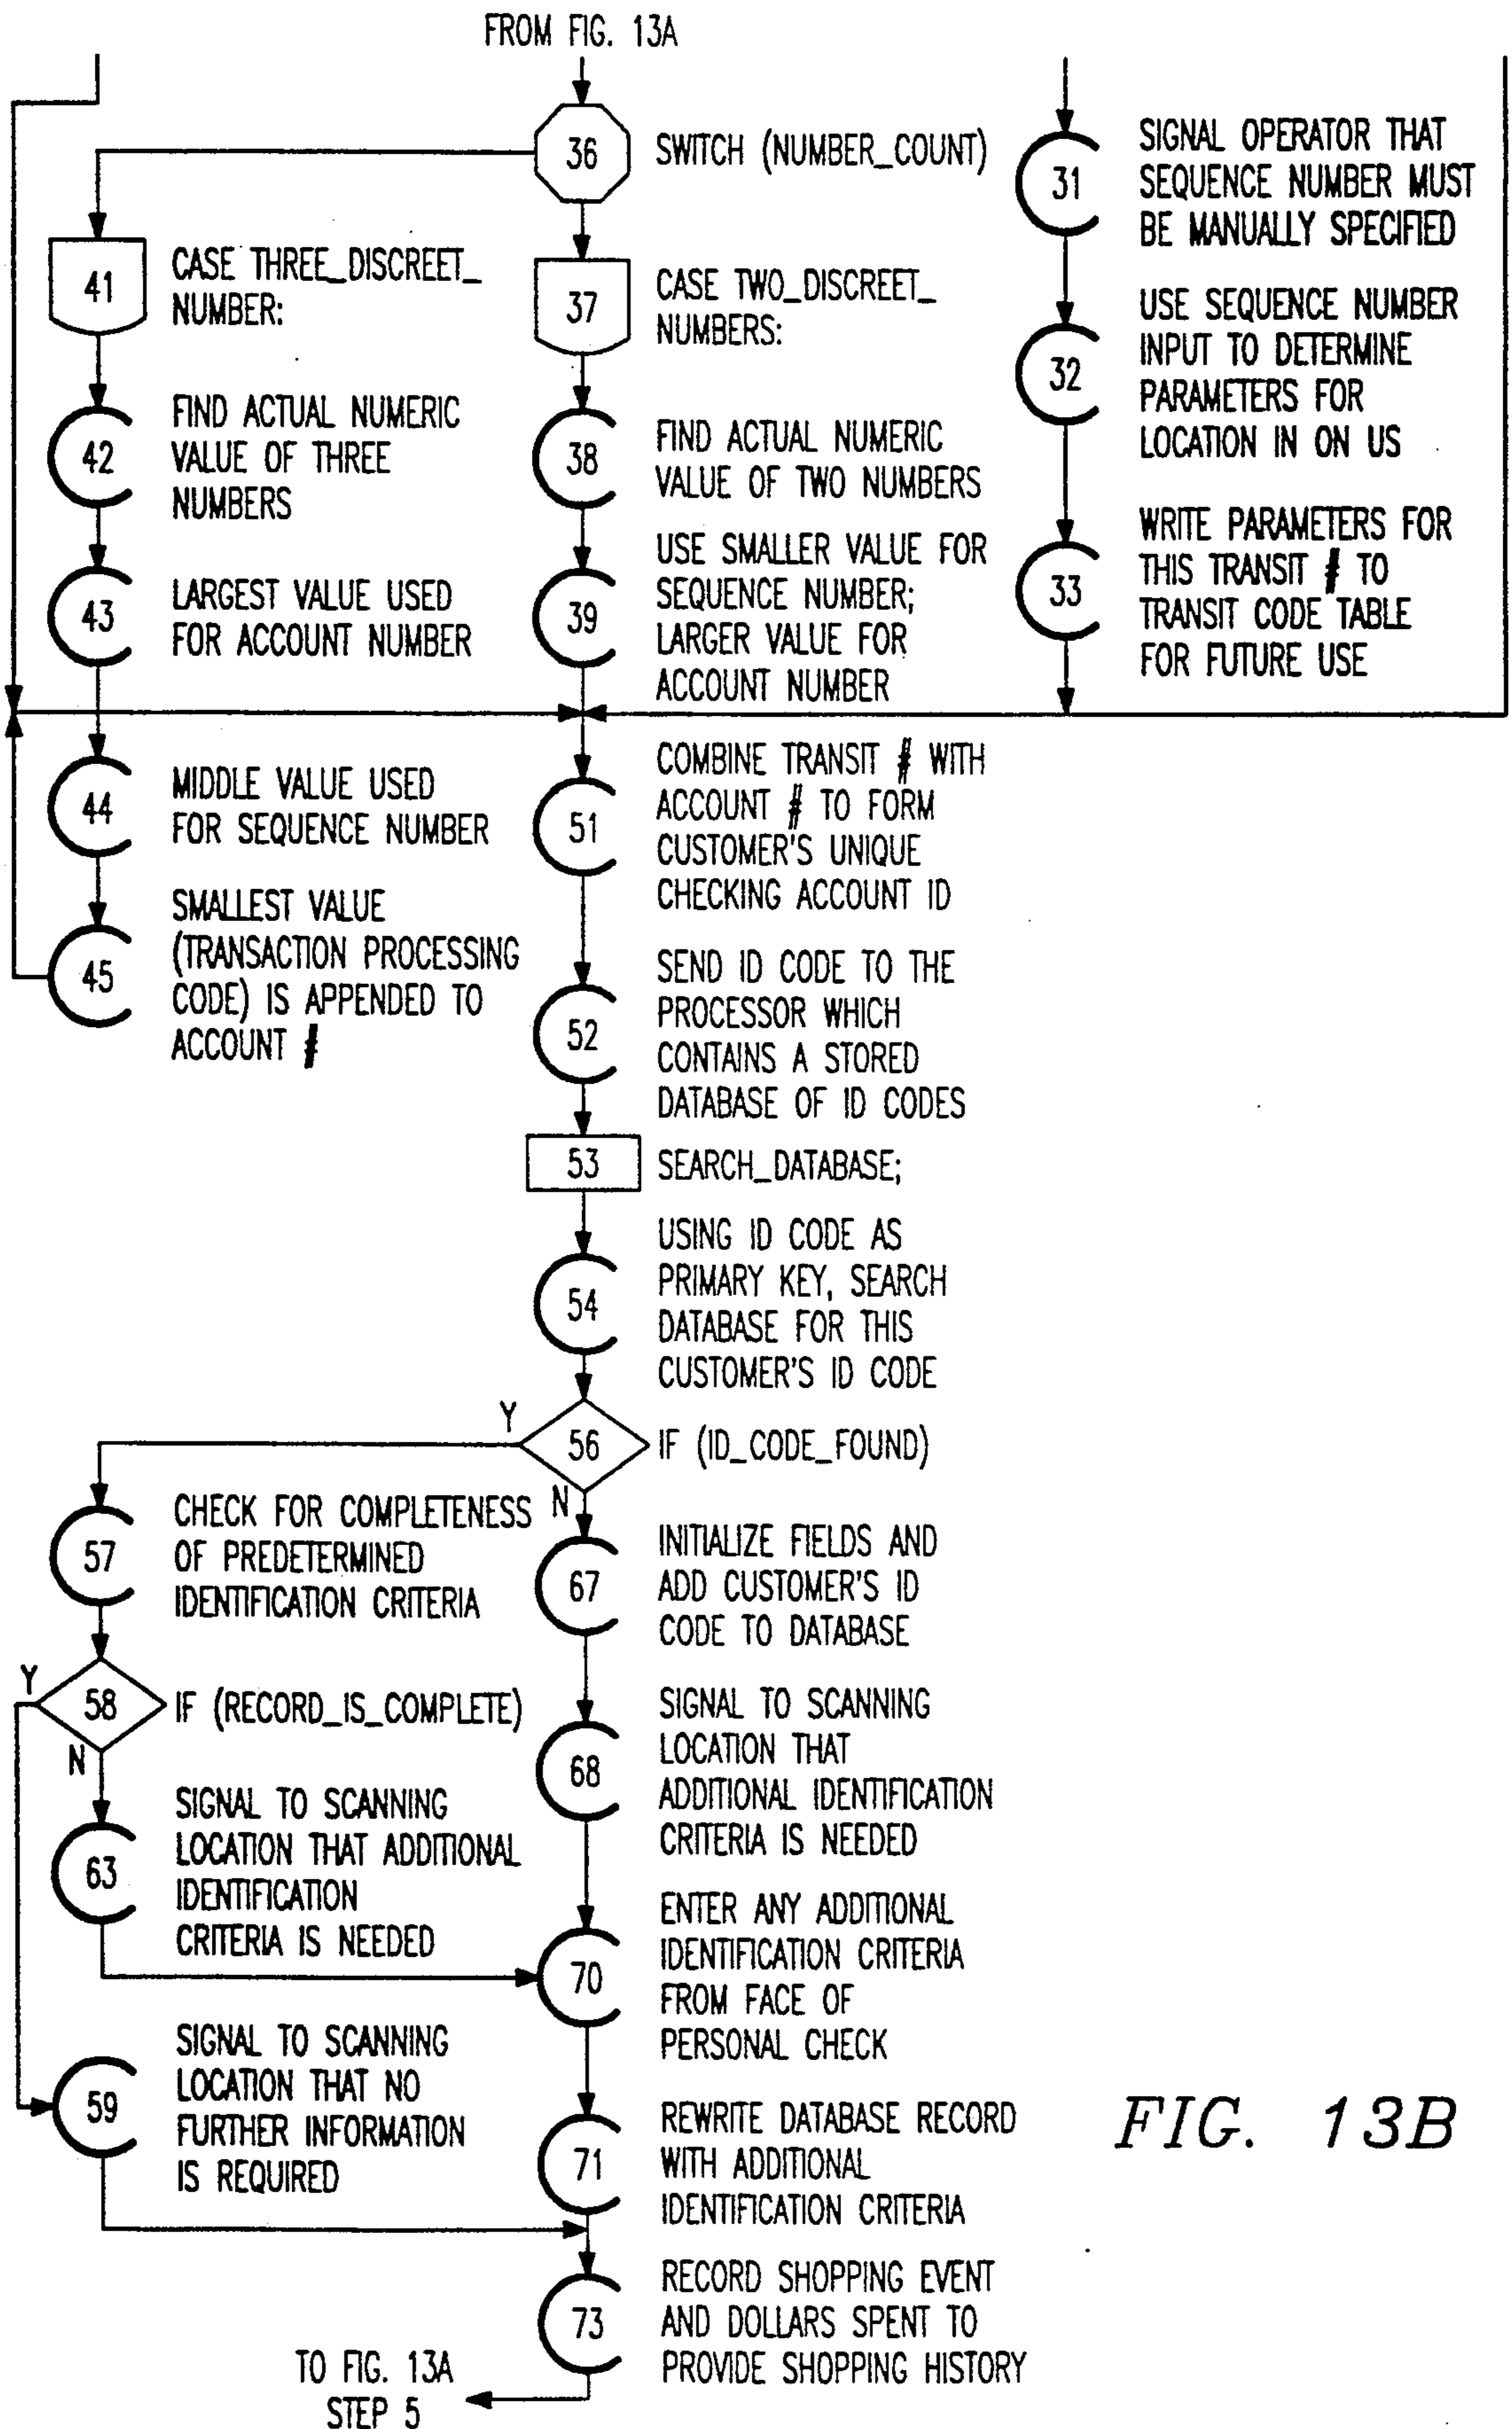 FROM FIG. 13A
36
SWITCH (NUMBER_COUNT)
41
CASE THREE_DISCREET_
NUMBER:
42
FIND ACTUAL NUMERIC
VALUE OF THREE
NUMBERS
43
LARGEST VALUE USED
FOR ACCOUNT NUMBER
44
MIDDLE VALUE USED
FOR SEQUENCE NUMBER
45
SMALLEST VALUE
(TRANSACTION PROCESSING
CODE) IS APPENDED TO
ACCOUNT #
37
CASE TWO_DISCREET_
NUMBERS:
38
FIND ACTUAL NUMERIC
VALUE OF TWO NUMBERS
39
USE SMALLER VALUE FOR
SEQUENCE NUMBER;
LARGER VALUE FOR
ACCOUNT NUMBER
31
SIGNAL OPERATOR THAT
SEQUENCE NUMBER MUST
BE MANUALLY SPECIFIED
32
USE SEQUENCE NUMBER
INPUT TO DETERMINE
PARAMETERS FOR
LOCATION IN ON US
33
WRITE PARAMETERS FOR
THIS TRANSIT # TO
TRANSIT CODE TABLE
FOR FUTURE USE
51
COMBINE TRANSIT # WITH
ACCOUNT # TO FORM
CUSTOMER'S UNIQUE
CHECKING ACCOUNT ID
52
SEND ID CODE TO THE
PROCESSOR WHICH
CONTAINS A STORED
DATABASE OF ID CODES
53
SEARCH_DATABASE;
54
USING ID CODE AS
PRIMARY KEY, SEARCH
DATABASE FOR THIS
CUSTOMER'S ID CODE
Y
56
IF (ID_CODE_FOUND)
N
57
CHECK FOR COMPLETENESS
OF PREDETERMINED
IDENTIFICATION CRITERIA
Y
58
IF (RECORD_IS_COMPLETE)
N
63
SIGNAL TO SCANNING
LOCATION THAT ADDITIONAL
IDENTIFICATION
CRITERIA IS NEEDED
59
SIGNAL TO SCANNING
LOCATION THAT NO
FURTHER INFORMATION
IS REQUIRED
67
INITIALIZE FIELDS AND
ADD CUSTOMER'S ID
CODE TO DATABASE
68
SIGNAL TO SCANNING
LOCATION THAT
ADDITIONAL IDENTIFICATION
CRITERIA IS NEEDED
70
ENTER ANY ADDITIONAL
IDENTIFICATION CRITERIA
FROM FACE OF
PERSONAL CHECK
71
REWRITE DATABASE RECORD
WITH ADDITIONAL
IDENTIFICATION CRITERIA
73
RECORD SHOPPING EVENT
AND DOLLARS SPENT TO
PROVIDE SHOPPING HISTORY
TO FIG. 13A
STEP 5
FIG. 13B